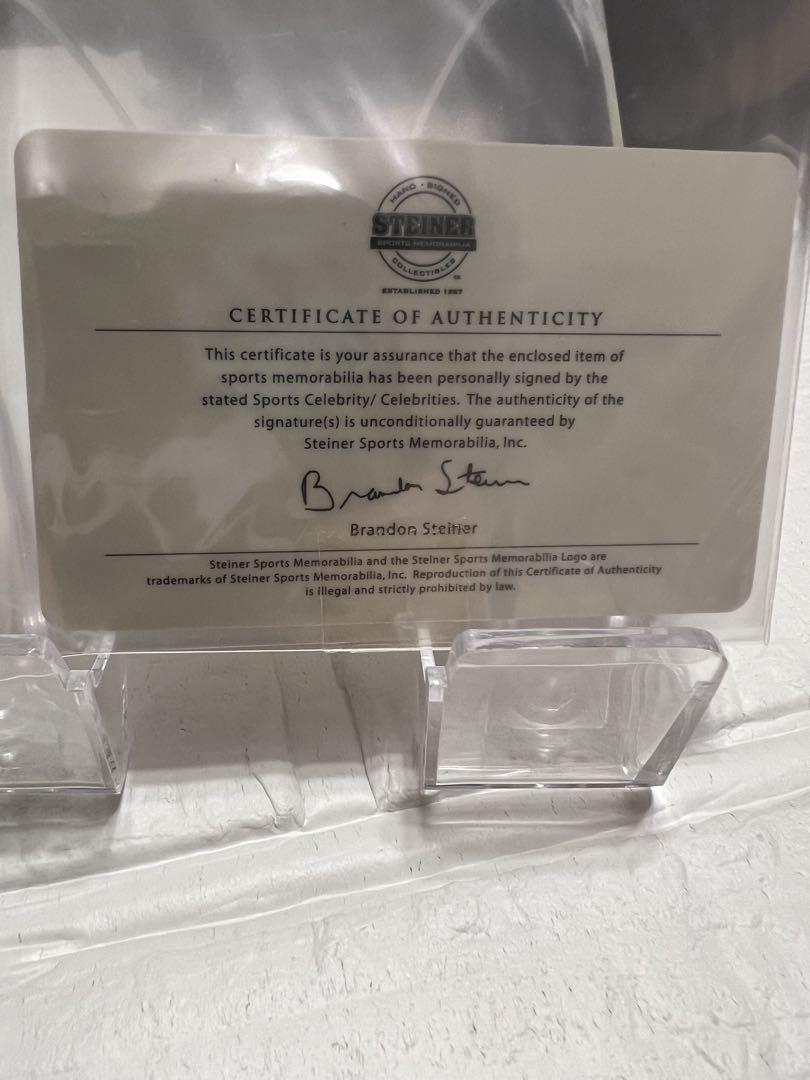 HAND • SIGNED
STEINER
SPORTS MEMORABILIA
COLLECTIBLES
TM
ESTABLISHED 1987
CERTIFICATE OF AUTHENTICITY
This certificate is your assurance that the enclosed item of
sports memorabilia has been personally signed by the
stated Sports Celebrity/ Celebrities. The authenticity of the
signature(s) is unconditionally guaranteed by
Steiner Sports Memorabilia, Inc.
Brandon Steiner
Brandon Steiner
Steiner Sports Memorabilia and the Steiner Sports Memorabilia Logo are
trademarks of Steiner Sports Memorabilia, Inc. Reproduction of this Certificate of Authenticity
is illegal and strictly prohibited by law.